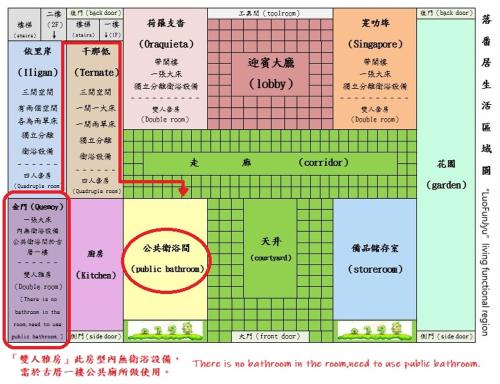 樓梯
(stairs)
二樓
(2F)
↓
後門 (back door)
樓梯
(stairs)
一樓
(1F)
↓
工具間 (toolroom)
後門 (back door)
依里岸
(Iligan)
三間空間
有兩個空間
各為兩單床
獨立分離
衛浴設備
四人套房
(Quadruple room)
千那低
(Ternate)
三間空間
一間一大床
一間兩單床
獨立分離
衛浴設備
四人套房
(Quadruple room)
荷羅支沓
(Oraquieta)
帶閣樓
一張大床
獨立分離衛浴設備
雙人套房
(Double room)
迎賓大廳
(lobby)
寔叻埠
(Singapore)
帶閣樓
一張大床
獨立分離衛浴設備
雙人套房
(Double room)
走 廊 (corridor)
花園
(garden)
金門 (Quemoy)
一張大床
內無衛浴設備
公共衛浴間於古
厝一樓
雙人雅房
(Double room)
[There is no
bathroom in the
room,need to use
public bathroom.]
廚房
(Kitchen)
公共衛浴間
(public bathroom)
天井
(courtyard)
備品儲存室
(storeroom)
側門 (side door)
大門 (front door)
側門 (side door)
落番居生活區域圖 "LuoFunJyu" living functional region
「雙人雅房」此房型內無衛浴設備，
需於古厝一樓公共廁所做使用。
There is no bathroom in the room,need to use public bathroom.